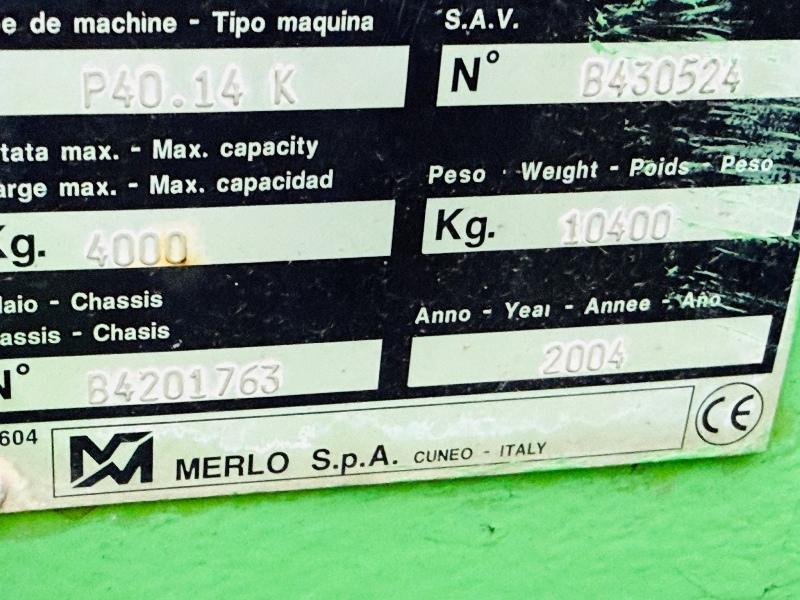 e de machine - Tipo maquina
S.A.V.
P40.14 K
N° B430524
tata max. - Max. capacity
arge max. - Max. capacidad
Peso · Weight - Poids - Peso
Kg. 4000
Kg. 10400
laio - Chassis
assis - Chasis
Anno - Year - Annee - Año
N° B4201763
2004
604
MERLO S.p.A. CUNEO - ITALY
CE